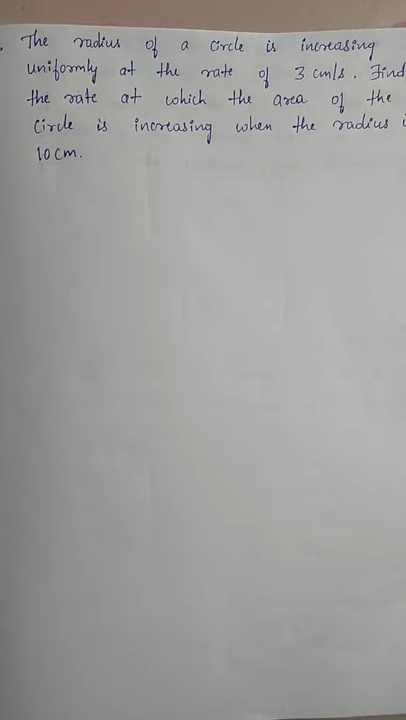 The radius of a circle is increasing
uniformly at the rate of 3 cm/s. Find
the rate at which the area of the
circle is increasing when the radius i
10 cm.